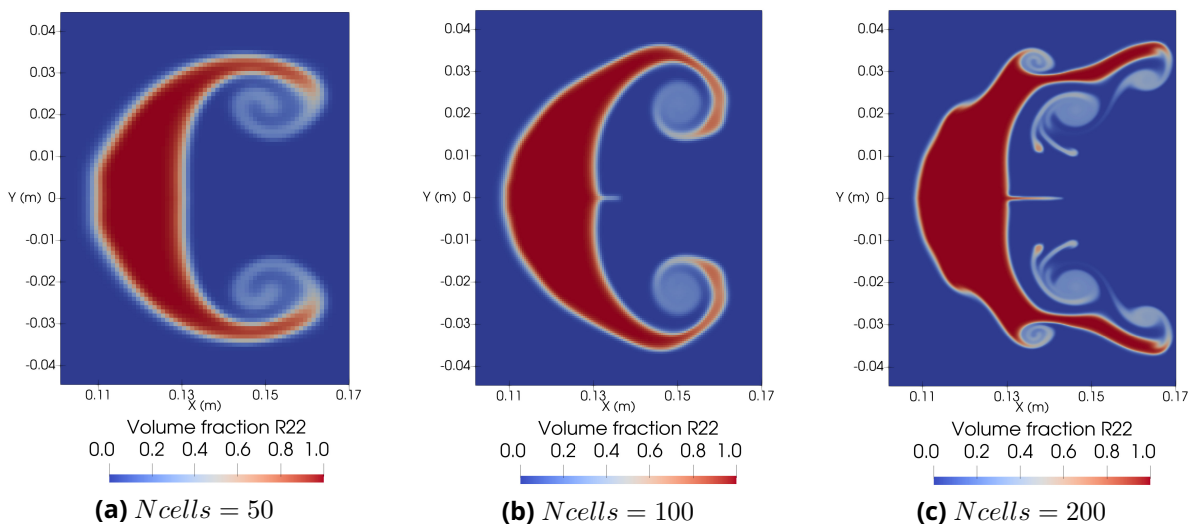 0.04
0.03
0.02
0.01
Y (m) 0
-0.01
-0.02
-0.03
-0.04
0.11 0.13 0.15 0.17
X (m)
Volume fraction R22
0.0 0.2 0.4 0.6 0.8 1.0
(a) Ncells = 50
0.04
0.03
0.02
0.01
Y (m) 0
-0.01
-0.02
-0.03
-0.04
0.11 0.13 0.15 0.17
X (m)
Volume fraction R22
0.0 0.2 0.4 0.6 0.8 1.0
(b) Ncells = 100
0.04
0.03
0.02
0.01
Y (m) 0
-0.01
-0.02
-0.03
-0.04
0.11 0.13 0.15 0.17
X (m)
Volume fraction R22
0.0 0.2 0.4 0.6 0.8 1.0
(c) Ncells = 200